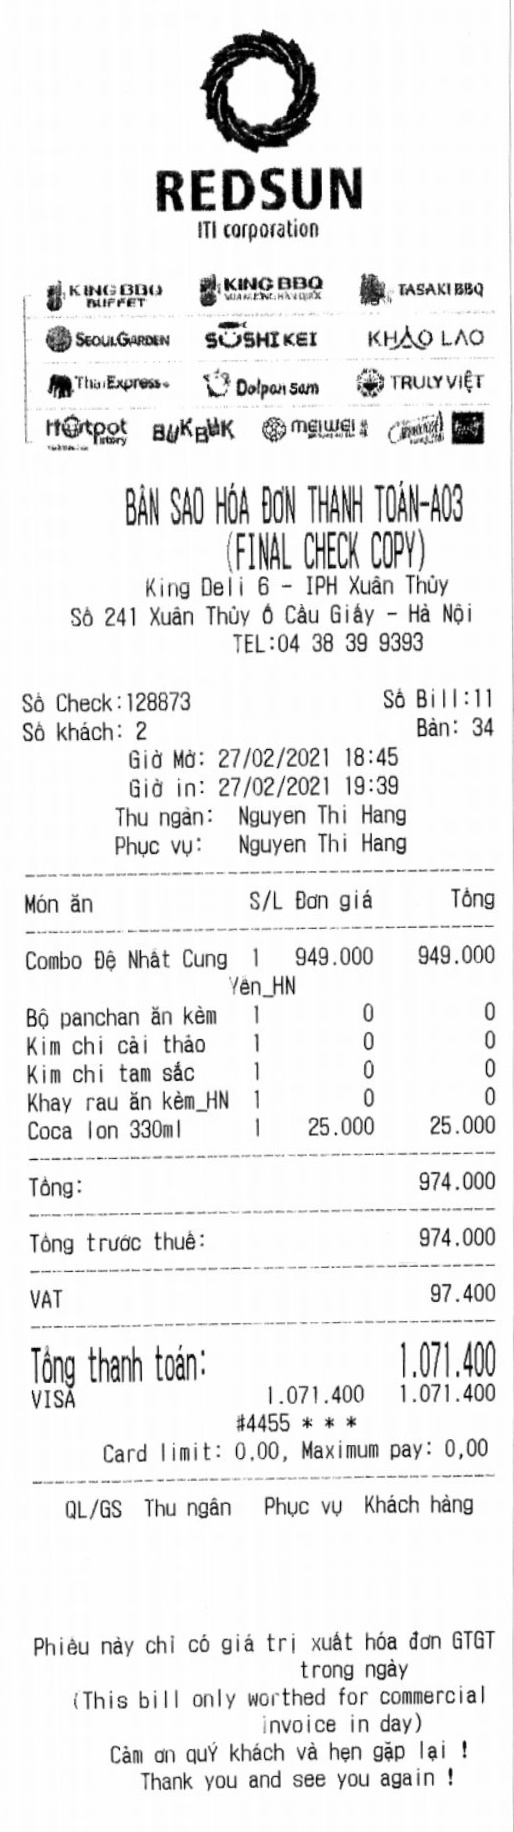 REDSUN
ITI corporation
KING BBQ BUFFET
KING BBQ
TASAKI BBQ
SEOUL GARDEN
SUSHI KEI
KHAO LAO
ThaiExpress
Dolpan Sam
TRULY VIỆT
Hotpot Story
BUK BUK
meiwei
BẢN SAO HÓA ĐƠN THANH TOÁN-A03
(FINAL CHECK COPY)
King Deli 6 - IPH Xuân Thủy
Số 241 Xuân Thủy Ô Cầu Giấy - Hà Nội
TEL:04 38 39 9393
Số Check:128873 Số Bill:11
Số khách: 2 Bàn: 34
Giờ Mở: 27/02/2021 18:45
Giờ in: 27/02/2021 19:39
Thu ngân: Nguyen Thi Hang
Phục vụ: Nguyen Thi Hang
Món ăn S/L Đơn giá Tổng
Combo Đệ Nhất Cung 1 949.000 949.000
Yến_HN
Bộ panchan ăn kèm 1 0 0
Kim chi cải thảo 1 0 0
Kim chi tam sắc 1 0 0
Khay rau ăn kèm_HN 1 0 0
Coca lon 330ml 1 25.000 25.000
Tổng: 974.000
Tổng trước thuế: 974.000
VAT 97.400
Tổng thanh toán: 1.071.400
VISA 1.071.400 1.071.400
#4455 * * *
Card limit: 0,00, Maximum pay: 0,00
QL/GS Thu ngân Phục vụ Khách hàng
Phiếu này chỉ có giá trị xuất hóa đơn GTGT
trong ngày
(This bill only worthed for commercial
invoice in day)
Cảm ơn quÝ khách và hẹn gặp lại !
Thank you and see you again !